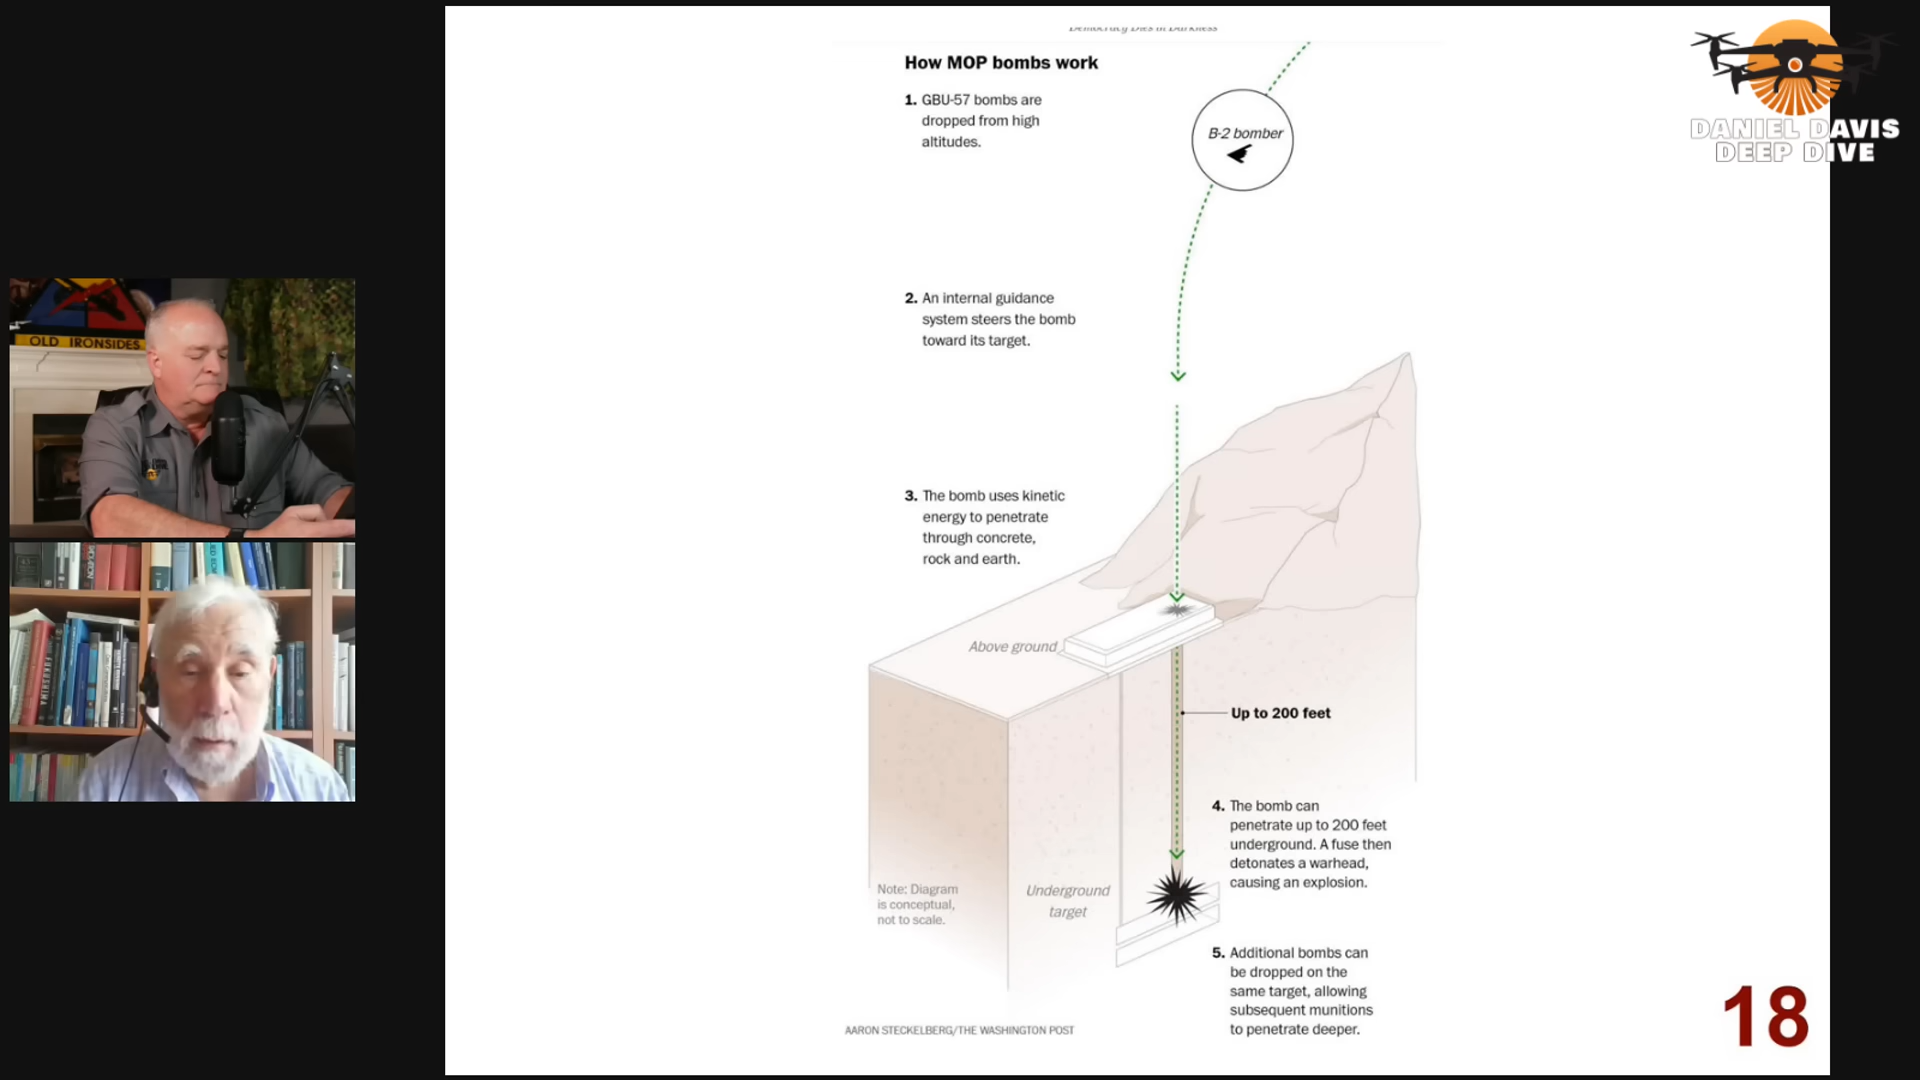 Democracy Dies in Darkness
How MOP bombs work
1. GBU-57 bombs are
dropped from high
altitudes.
B-2 bomber
DANIEL DAVIS
DEEP DIVE
2. An internal guidance
system steers the bomb
toward its target.
OLD IRONSIDES
3. The bomb uses kinetic
energy to penetrate
through concrete,
rock and earth.
Above ground
Up to 200 feet
4. The bomb can
penetrate up to 200 feet
underground. A fuse then
detonates a warhead,
causing an explosion.
Note: Diagram
is conceptual,
not to scale.
Underground
target
5. Additional bombs can
be dropped on the
same target, allowing
subsequent munitions
to penetrate deeper.
AARON STECKELBERG/THE WASHINGTON POST
18